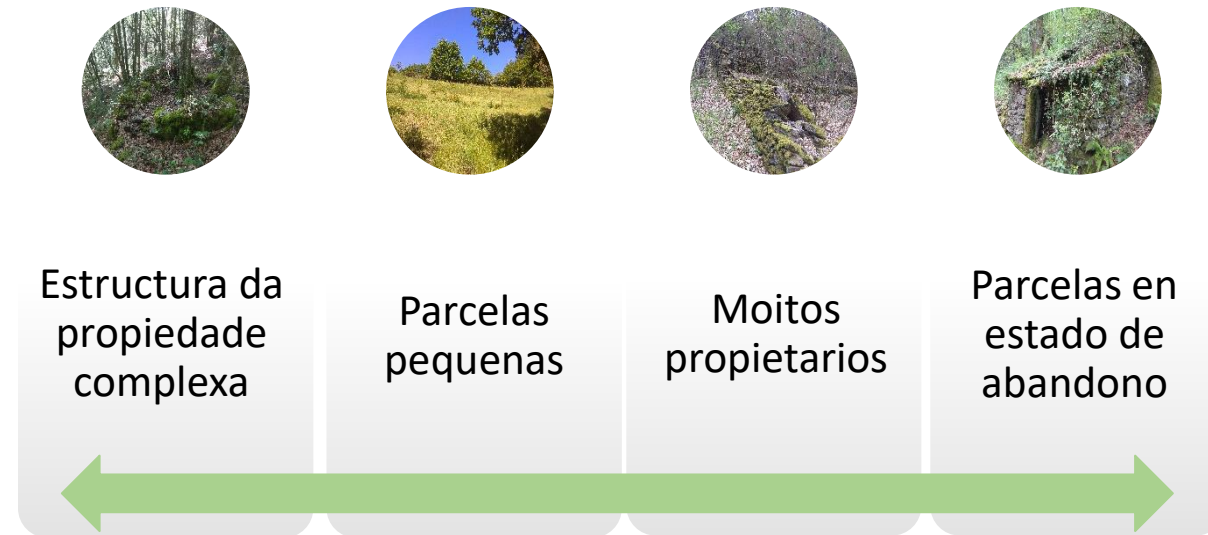 Estructura da
propiedade
complexa
Parcelas
pequenas
Moitos
propietarios
Parcelas en
estado de
abandono